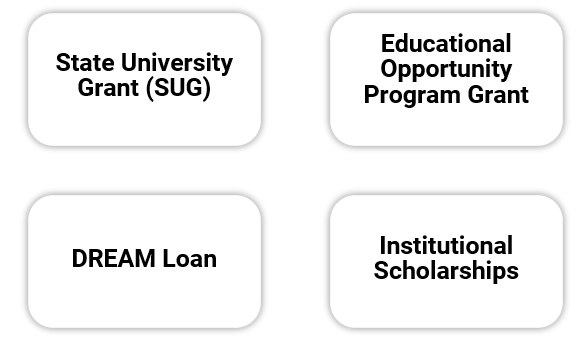 State University
Grant (SUG)
Educational
Opportunity
Program Grant
DREAM Loan
Institutional
Scholarships